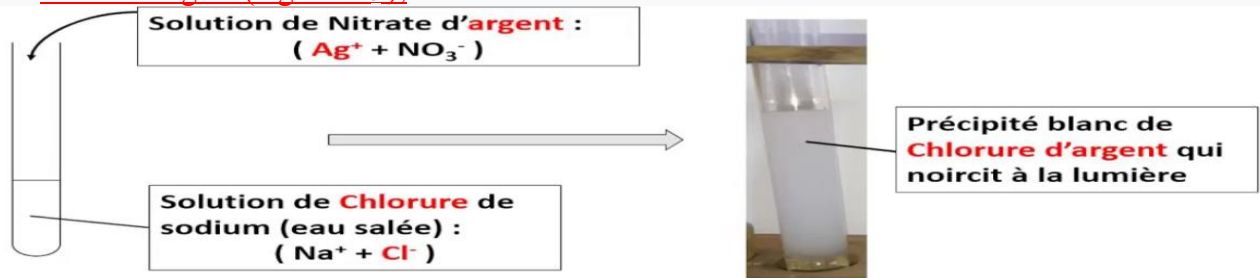 Solution de Nitrate d'argent :
( Ag⁺ + NO₃⁻ )
Solution de Chlorure de
sodium (eau salée) :
( Na⁺ + Cl⁻ )
Précipité blanc de
Chlorure d'argent qui
noircit à la lumière